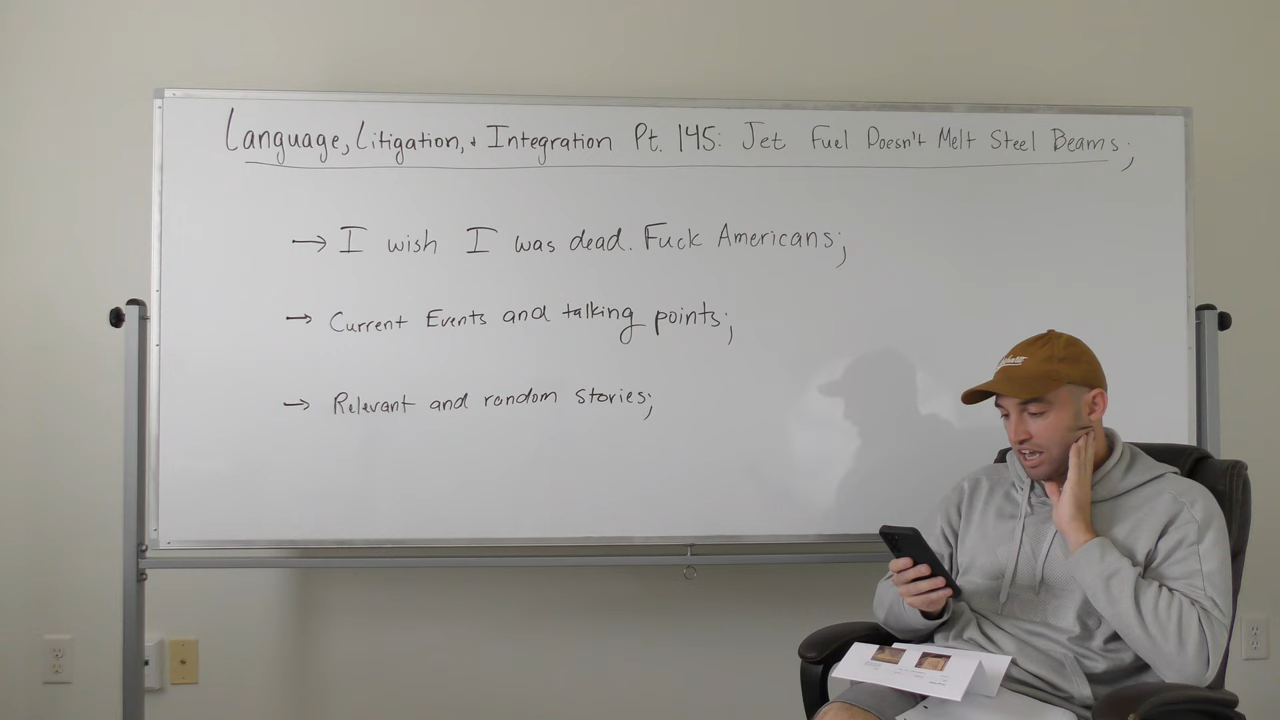 Language, Litigation, + Integration Pt. 145: Jet Fuel Doesn't Melt Steel Beams;
→ I wish I was dead. Fuck Americans;
→ Current Events and talking points;
→ Relevant and random stories;